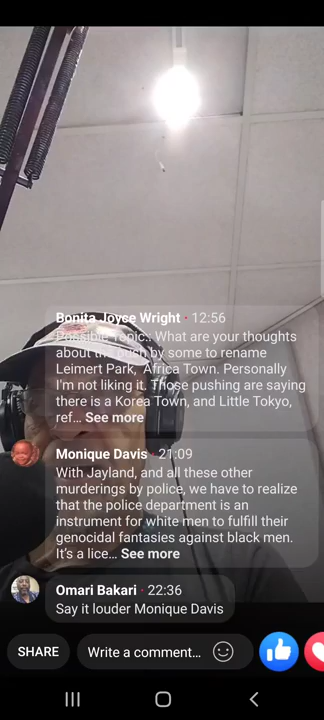 Bonita Joyce Wright · 12:56
Possible Topic: What are your thoughts
about the push by some to rename
Leimert Park, Africa Town. Personally
I'm not liking it. Those pushing are saying
there is a Korea Town, and Little Tokyo,
ref... See more
Monique Davis · 21:09
With Jayland, and all these other
murderings by police, we have to realize
that the police department is an
instrument for white men to fulfill their
genocidal fantasies against black men.
It's a lice... See more
Omari Bakari · 22:36
Say it louder Monique Davis
SHARE
Write a comment...